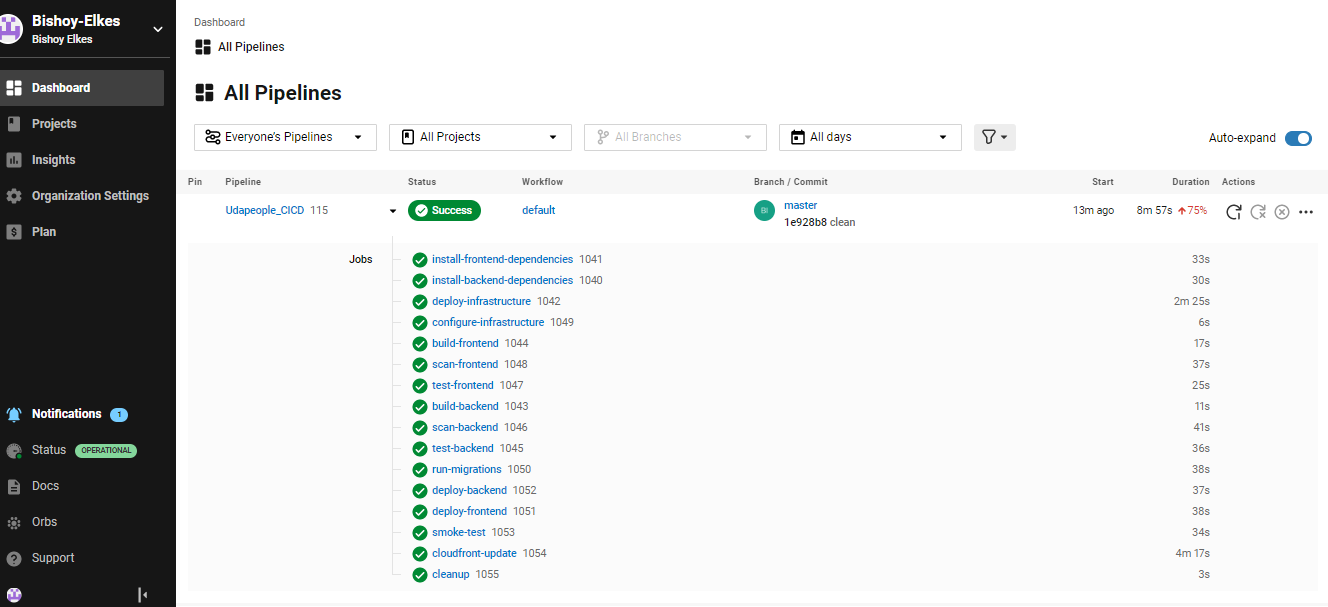 Bishoy-Elkes
Bishoy Elkes
Dashboard
Projects
Insights
Organization Settings
$ Plan
Notifications 1
Status OPERATIONAL
Docs
Orbs
? Support
Dashboard
All Pipelines
All Pipelines
Everyone's Pipelines All Projects All Branches All days Auto-expand
Pin Pipeline Status Workflow Branch / Commit Start Duration Actions
Udapeople_CICD 115 Success default BI master 13m ago 8m 57s 75%
1e928b8 clean
Jobs install-frontend-dependencies 1041 33s
install-backend-dependencies 1040 30s
deploy-infrastructure 1042 2m 25s
configure-infrastructure 1049 6s
build-frontend 1044 17s
scan-frontend 1048 37s
test-frontend 1047 25s
build-backend 1043 11s
scan-backend 1046 41s
test-backend 1045 36s
run-migrations 1050 38s
deploy-backend 1052 37s
deploy-frontend 1051 38s
smoke-test 1053 34s
cloudfront-update 1054 4m 17s
cleanup 1055 3s